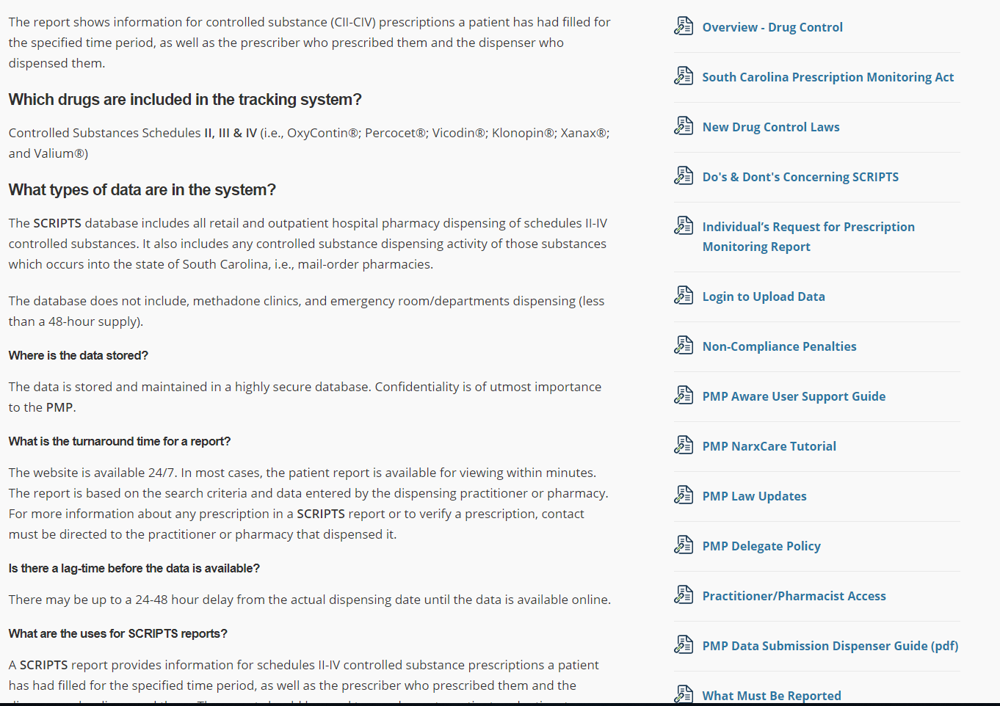 The report shows information for controlled substance (CII-CIV) prescriptions a patient has had filled for
the specified time period, as well as the prescriber who prescribed them and the dispenser who
dispensed them.
Which drugs are included in the tracking system?
Controlled Substances Schedules II, III & IV (i.e., OxyContin®; Percocet®; Vicodin®; Klonopin®; Xanax®;
and Valium®)
What types of data are in the system?
The SCRIPTS database includes all retail and outpatient hospital pharmacy dispensing of schedules II-IV
controlled substances. It also includes any controlled substance dispensing activity of those substances
which occurs into the state of South Carolina, i.e., mail-order pharmacies.
The database does not include, methadone clinics, and emergency room/departments dispensing (less
than a 48-hour supply).
Where is the data stored?
The data is stored and maintained in a highly secure database. Confidentiality is of utmost importance
to the PMP.
What is the turnaround time for a report?
The website is available 24/7. In most cases, the patient report is available for viewing within minutes.
The report is based on the search criteria and data entered by the dispensing practitioner or pharmacy.
For more information about any prescription in a SCRIPTS report or to verify a prescription, contact
must be directed to the practitioner or pharmacy that dispensed it.
Is there a lag-time before the data is available?
There may be up to a 24-48 hour delay from the actual dispensing date until the data is available online.
What are the uses for SCRIPTS reports?
A SCRIPTS report provides information for schedules II-IV controlled substance prescriptions a patient
has had filled for the specified time period, as well as the prescriber who prescribed them and the
Overview - Drug Control
South Carolina Prescription Monitoring Act
New Drug Control Laws
Do's & Dont's Concerning SCRIPTS
Individual’s Request for Prescription
Monitoring Report
Login to Upload Data
Non-Compliance Penalties
PMP Aware User Support Guide
PMP NarxCare Tutorial
PMP Law Updates
PMP Delegate Policy
Practitioner/Pharmacist Access
PMP Data Submission Dispenser Guide (pdf)
What Must Be Reported